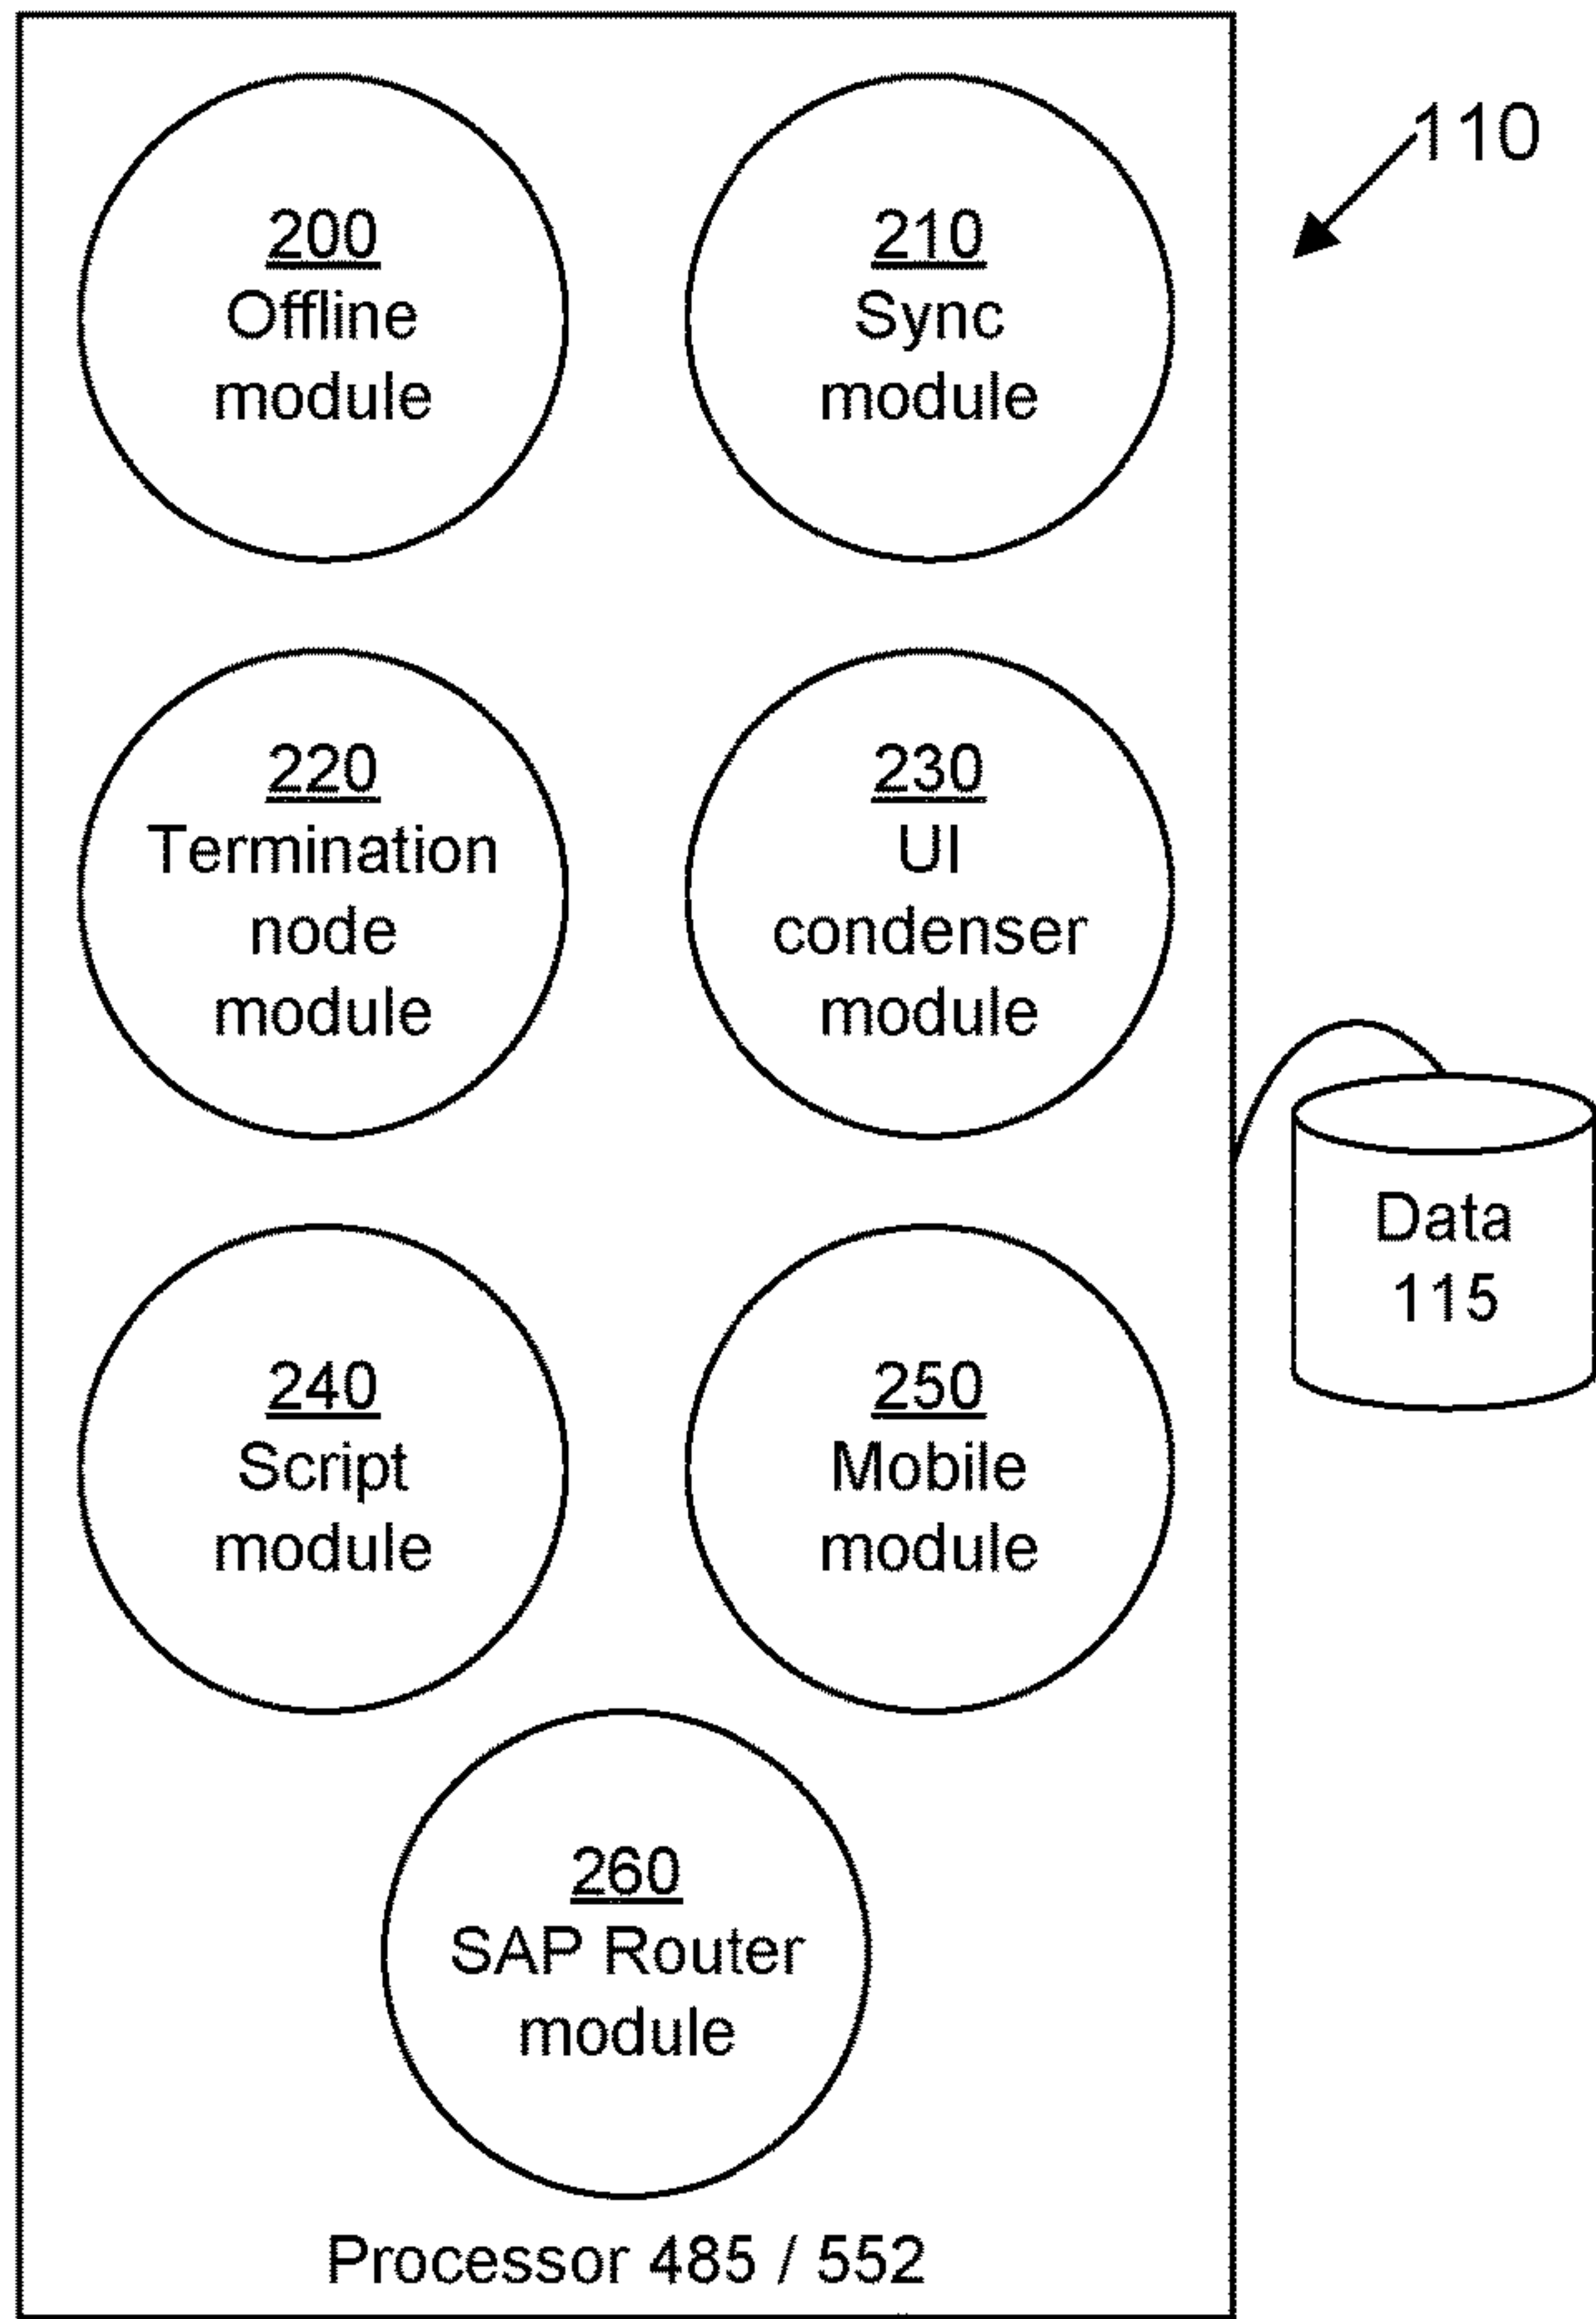 110
200
Offline
module
210
Sync
module
220
Termination
node
module
230
UI
condenser
module
Data
115
240
Script
module
250
Mobile
module
260
SAP Router
module
Processor 485 / 552